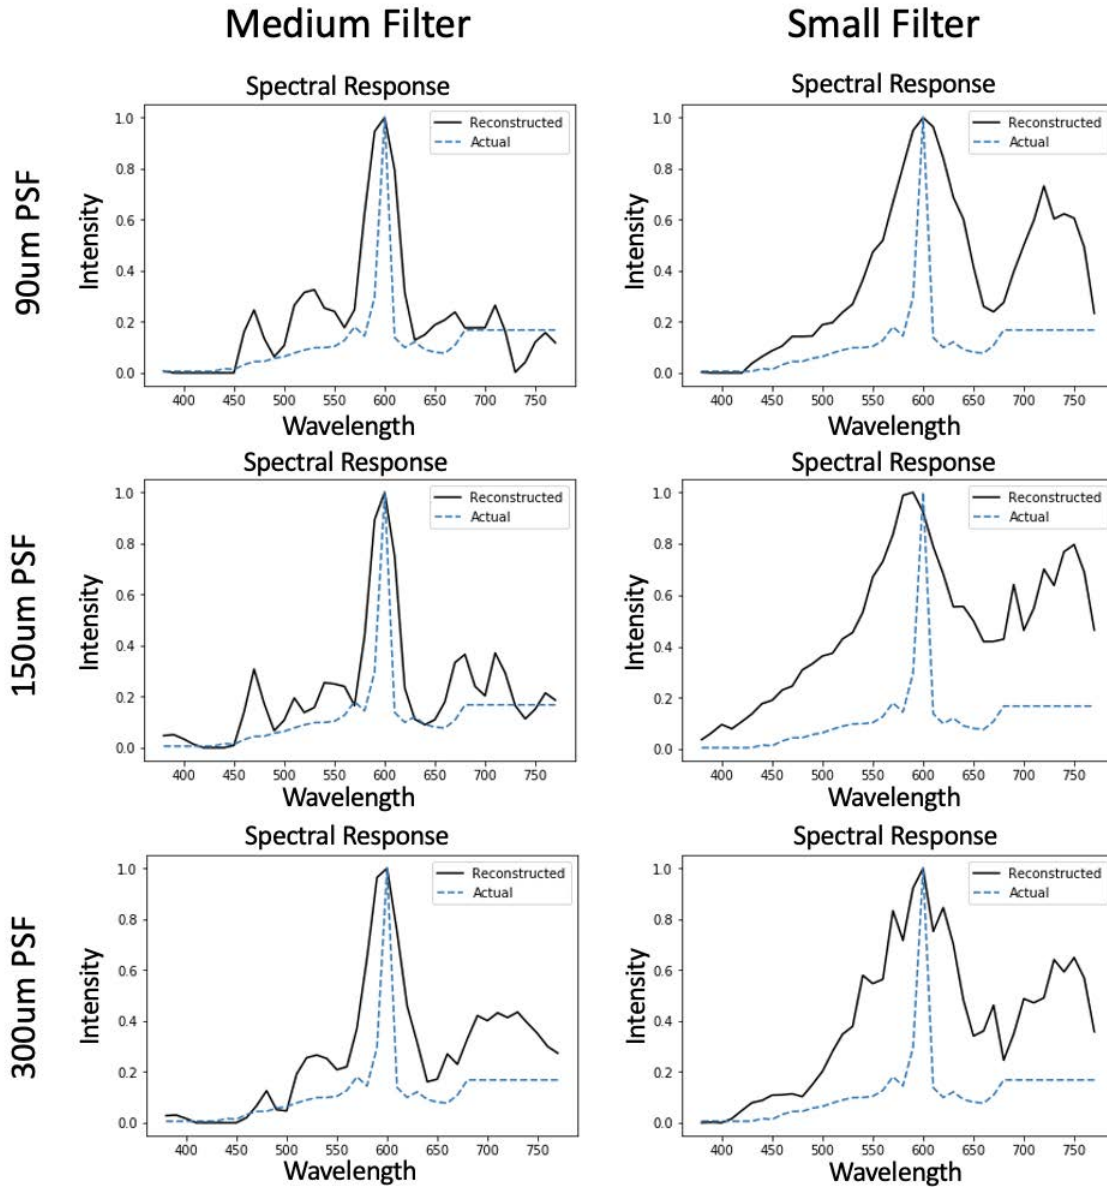 Medium Filter
Small Filter
90um PSF
Spectral Response
1.0
0.8
0.6
0.4
0.2
0.0
Intensity
Reconstructed
Actual
400 450 500 550 600 650 700 750
Wavelength
Spectral Response
1.0
0.8
0.6
0.4
0.2
0.0
Intensity
Reconstructed
Actual
400 450 500 550 600 650 700 750
Wavelength
150um PSF
Spectral Response
1.0
0.8
0.6
0.4
0.2
0.0
Intensity
Reconstructed
Actual
400 450 500 550 600 650 700 750
Wavelength
Spectral Response
1.0
0.8
0.6
0.4
0.2
0.0
Intensity
Reconstructed
Actual
400 450 500 550 600 650 700 750
Wavelength
300um PSF
Spectral Response
1.0
0.8
0.6
0.4
0.2
0.0
Intensity
Reconstructed
Actual
400 450 500 550 600 650 700 750
Wavelength
Spectral Response
1.0
0.8
0.6
0.4
0.2
0.0
Intensity
Reconstructed
Actual
400 450 500 550 600 650 700 750
Wavelength